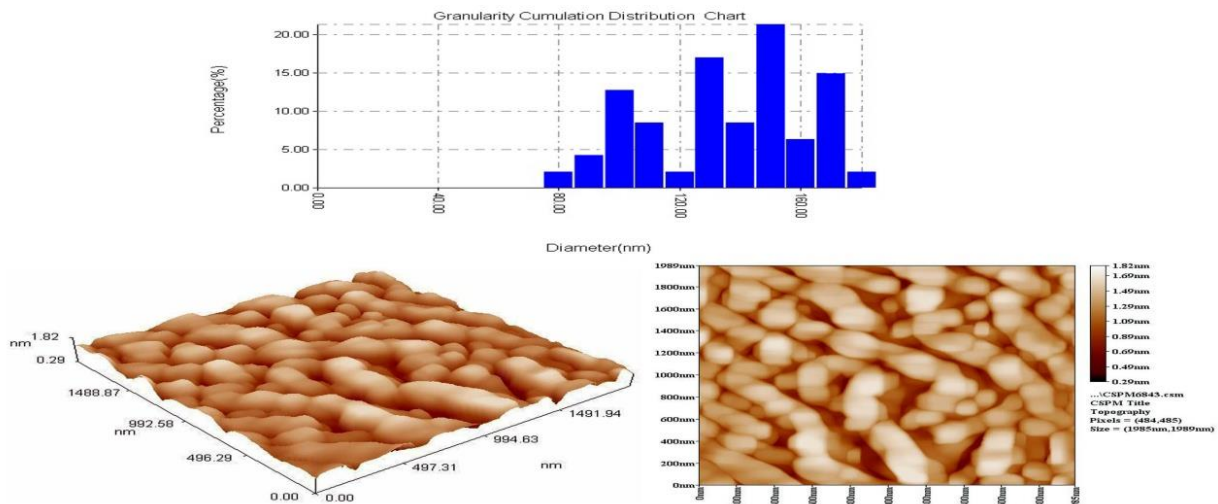 Granularity Cumulation Distribution Chart
Percentage(%)
20.00
15.00
10.00
5.00
0.00
0.00
40.00
80.00
120.00
160.00
Diameter(nm)
1.82
nm
0.29
1488.87
992.58
nm
496.29
0.00
0.00
497.31
994.63
nm
1491.94
1989nm
1800nm
1600nm
1400nm
1200nm
1000nm
800nm
600nm
400nm
200nm
0nm
1.82nm
1.69nm
1.49nm
1.29nm
1.09nm
0.89nm
0.69nm
0.49nm
0.29nm
...\CSPM6843.csm
CSPM Title
Topography
Pixels = (484,485)
Size = (1985nm,1989nm)